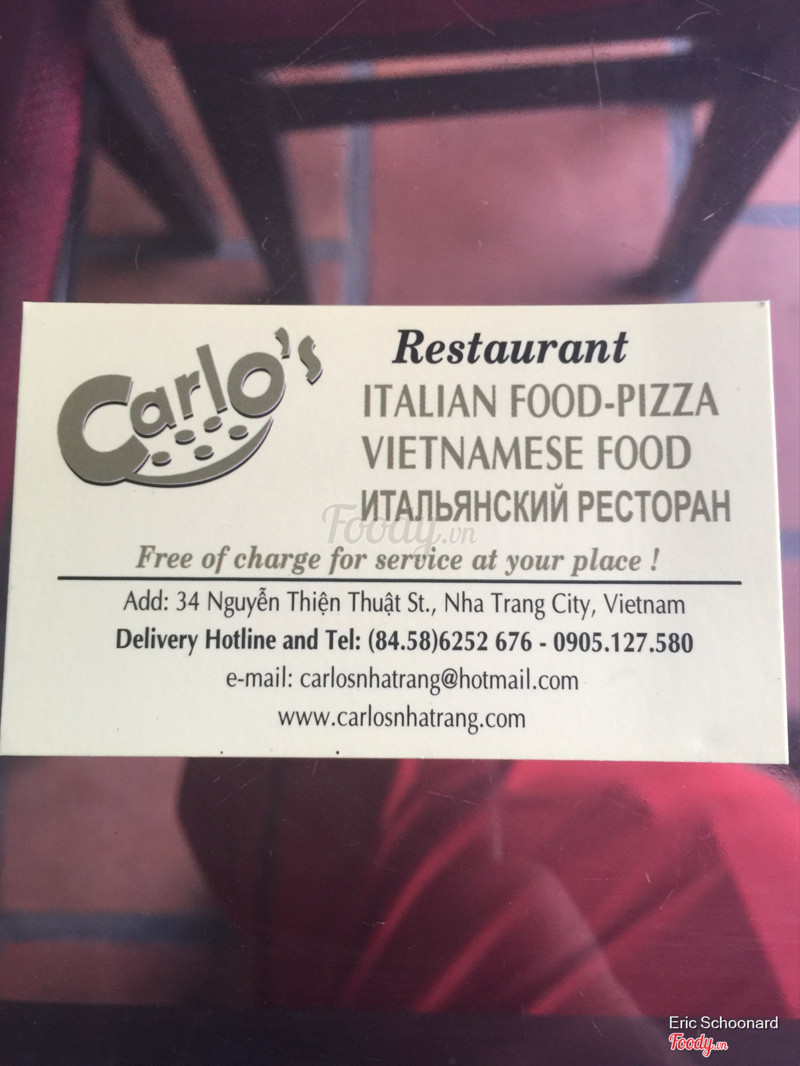 Carlo's
Restaurant
ITALIAN FOOD-PIZZA
VIETNAMESE FOOD
ИТАЛЬЯНСКИЙ РЕСТОРАН
Foody.vn
Free of charge for service at your place !
Add: 34 Nguyễn Thiện Thuật St., Nha Trang City, Vietnam
Delivery Hotline and Tel: (84.58)6252 676 - 0905.127.580
e-mail: carlosnhatrang@hotmail.com
www.carlosnhatrang.com
Eric Schoonard
Foody.vn